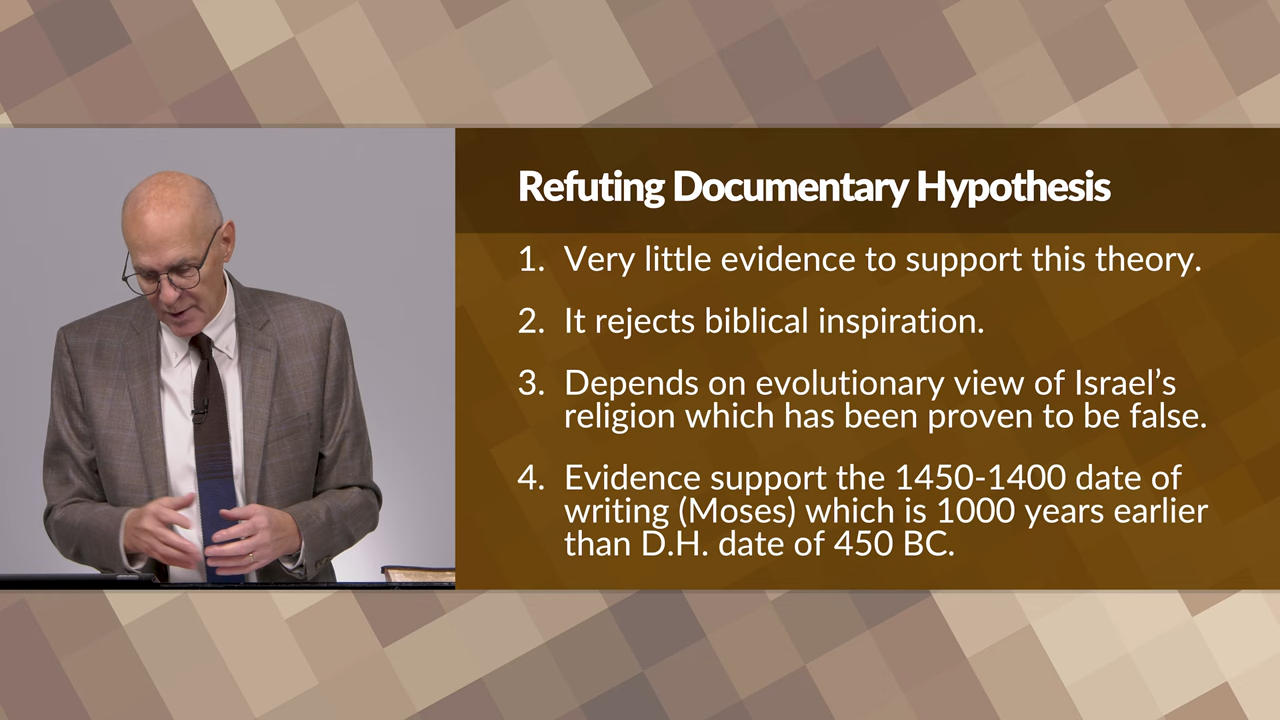 Refuting Documentary Hypothesis
1. Very little evidence to support this theory.
2. It rejects biblical inspiration.
3. Depends on evolutionary view of Israel’s
religion which has been proven to be false.
4. Evidence support the 1450-1400 date of
writing (Moses) which is 1000 years earlier
than D.H. date of 450 BC.